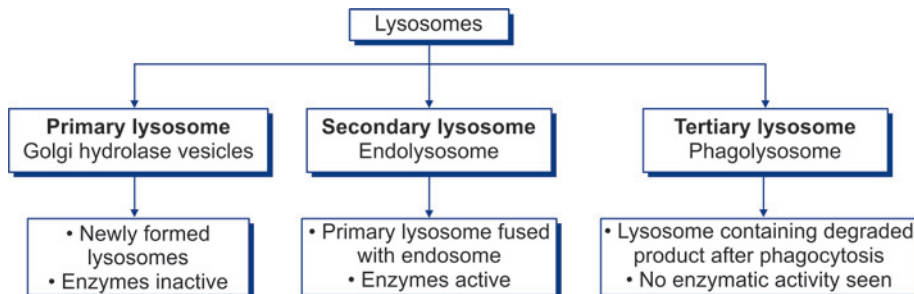 Lysosomes
Primary lysosome
Golgi hydrolase vesicles
Secondary lysosome
Endolysosome
Tertiary lysosome
Phagolysosome
• Newly formed
lysosomes
• Enzymes inactive
• Primary lysosome fused
with endosome
• Enzymes active
• Lysosome containing degraded
product after phagocytosis
• No enzymatic activity seen